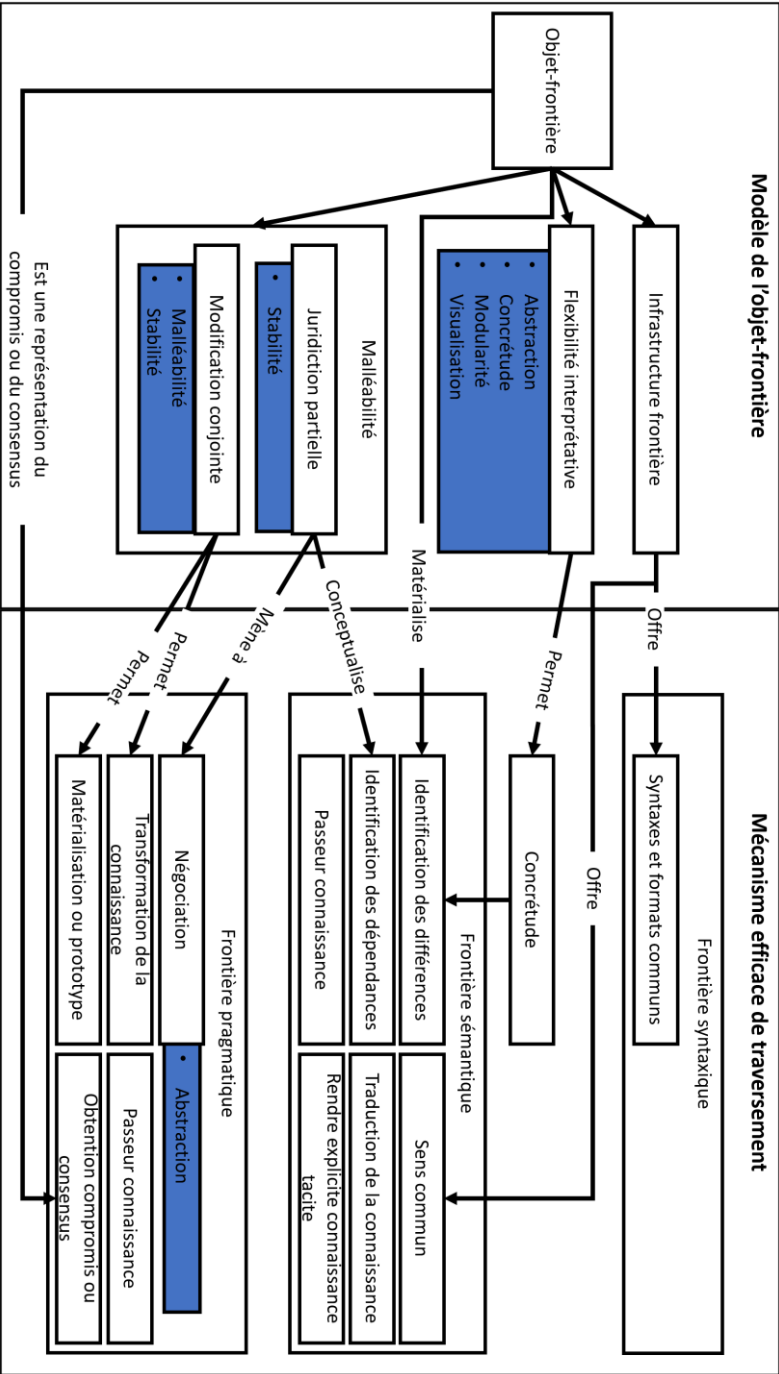 Modèle de l'objet-frontière
Mécanisme efficace de traversement
Objet-frontière
Infrastructure frontière
Offre
Offre
Frontière syntaxique
Syntaxes et formats communs
Flexibilité interprétative
• Abstraction
• Concrétude
• Modularité
• Visualisation
Permet
Concrétude
Matérialise
Frontière sémantique
Identification des différences
Sens commun
Identification des dépendances
Traduction de la connaissance
Passeur connaissance
Rendre explicite connaissance
tacite
Malléabilité
Juridiction partielle
• Stabilité
Conceptualise
Mène à
Modification conjointe
• Malléabilité
• Stabilité
Permet
Permet
Frontière pragmatique
Négociation
• Abstraction
Transformation de la
connaissance
Passeur connaissance
Matérialisation ou prototype
Obtention compromis ou
consensus
Est une représentation du
compromis ou du consensus